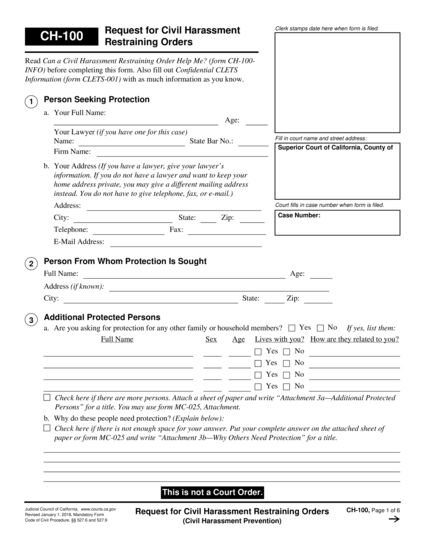 CH-100
Request for Civil Harassment Restraining Orders
Clerk stamps date here when form is filed.
Read Can a Civil Harassment Restraining Order Help Me? (form CH-100-
INFO) before completing this form. Also fill out Confidential CLETS
Information (form CLETS-001) with as much information as you know.
1 Person Seeking Protection
a. Your Full Name:
Age:
Your Lawyer (if you have one for this case)
Name: State Bar No.:
Firm Name:
b. Your Address (If you have a lawyer, give your lawyer's
information. If you do not have a lawyer and want to keep your
home address private, you may give a different mailing address
instead. You do not have to give telephone, fax, or e-mail.)
Address:
City: State: Zip:
Telephone: Fax:
E-Mail Address:
Fill in court name and street address:
Superior Court of California, County of
Court fills in case number when form is filed.
Case Number:
2 Person From Whom Protection Is Sought
Full Name: Age:
Address (if known):
City: State: Zip:
3 Additional Protected Persons
a. Are you asking for protection for any other family or household members? Yes No If yes, list them:
Full Name Sex Age Lives with you? How are they related to you?
Yes No
Yes No
Yes No
Yes No
Check here if there are more persons. Attach a sheet of paper and write “Attachment 3a—Additional Protected
Persons” for a title. You may use form MC-025, Attachment.
b. Why do these people need protection? (Explain below):
Check here if there is not enough space for your answer. Put your complete answer on the attached sheet of
paper or form MC-025 and write “Attachment 3b—Why Others Need Protection” for a title.
This is not a Court Order.
Judicial Council of California, www.courts.ca.gov
Revised January 1, 2018, Mandatory Form
Code of Civil Procedure, §§ 527.6 and 527.9
Request for Civil Harassment Restraining Orders
(Civil Harassment Prevention)
CH-100, Page 1 of 6